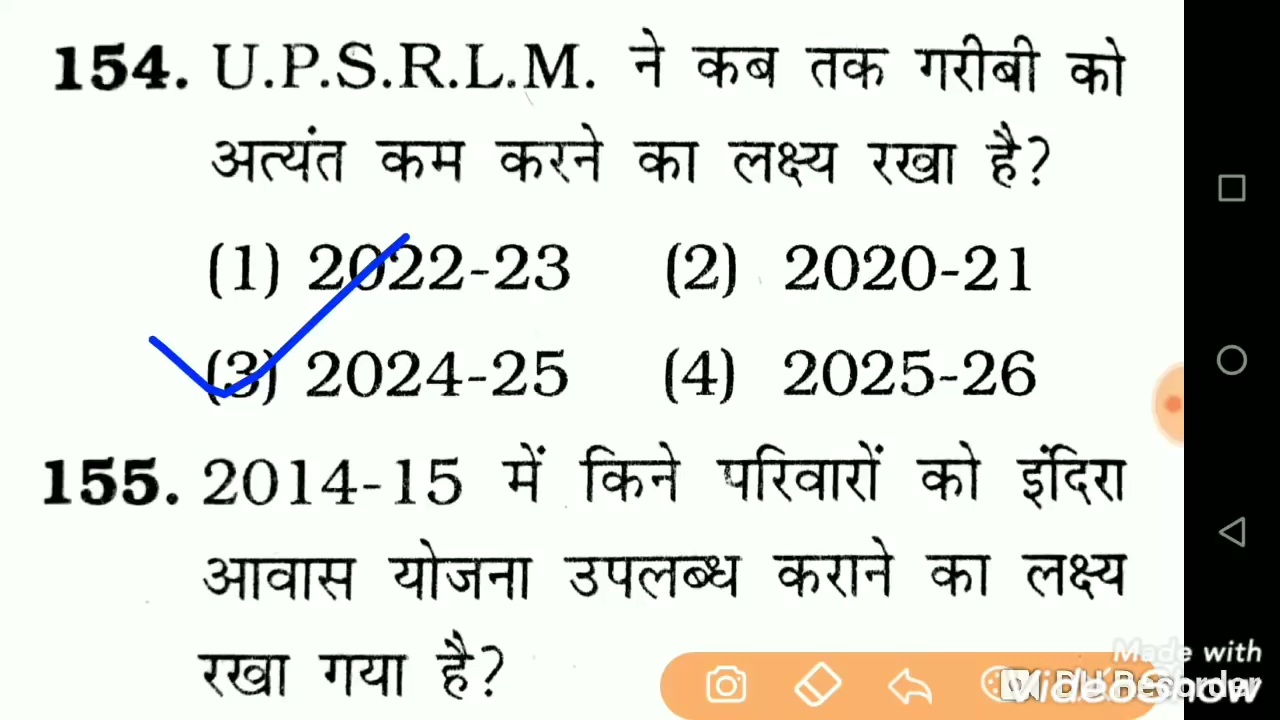 154. U.P.S.R.L.M. ने कब तक गरीबी को
अत्यंत कम करने का लक्ष्य रखा है?
(1) 2022-23 (2) 2020-21
(3) 2024-25 (4) 2025-26
155. 2014-15 में किने परिवारों को इंदिरा
आवास योजना उपलब्ध कराने का लक्ष्य
रखा गया है?
Made with
VideoShow